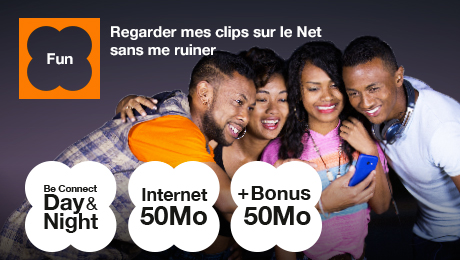 Fun
Regarder mes clips sur le Net
sans me ruiner
Be Connect
Day &
Night
Internet
50Mo
+Bonus
50Mo